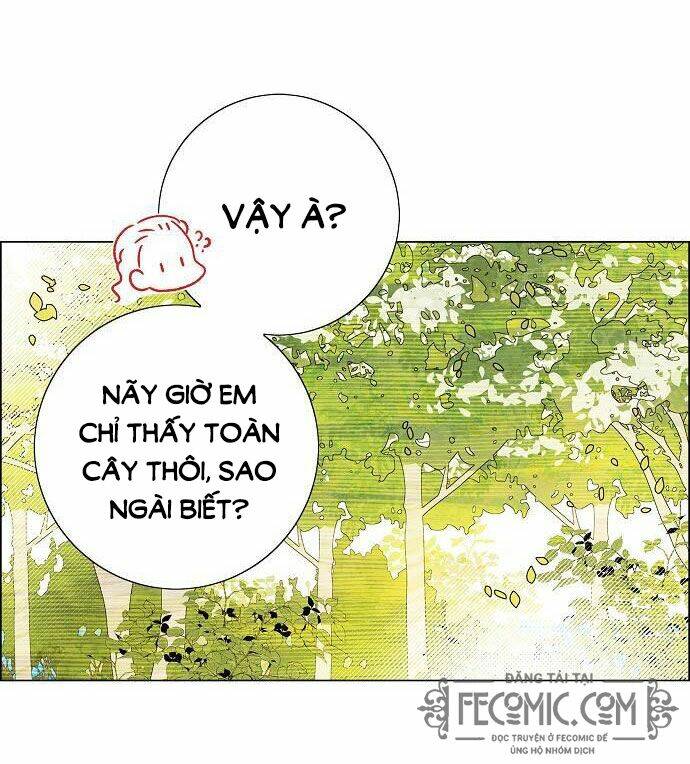 VẬY À?
??
NÃY GIỜ EM
CHỈ THẤY TOÀN
CÂY THÔI, SAO
NGÀI BIẾT?
ĐĂNG TẢI TẠI
FECOMIC.COM
ĐỌC TRUYỆN Ở FECOMIC ĐỂ
ỦNG HỘ NHÓM DỊCH